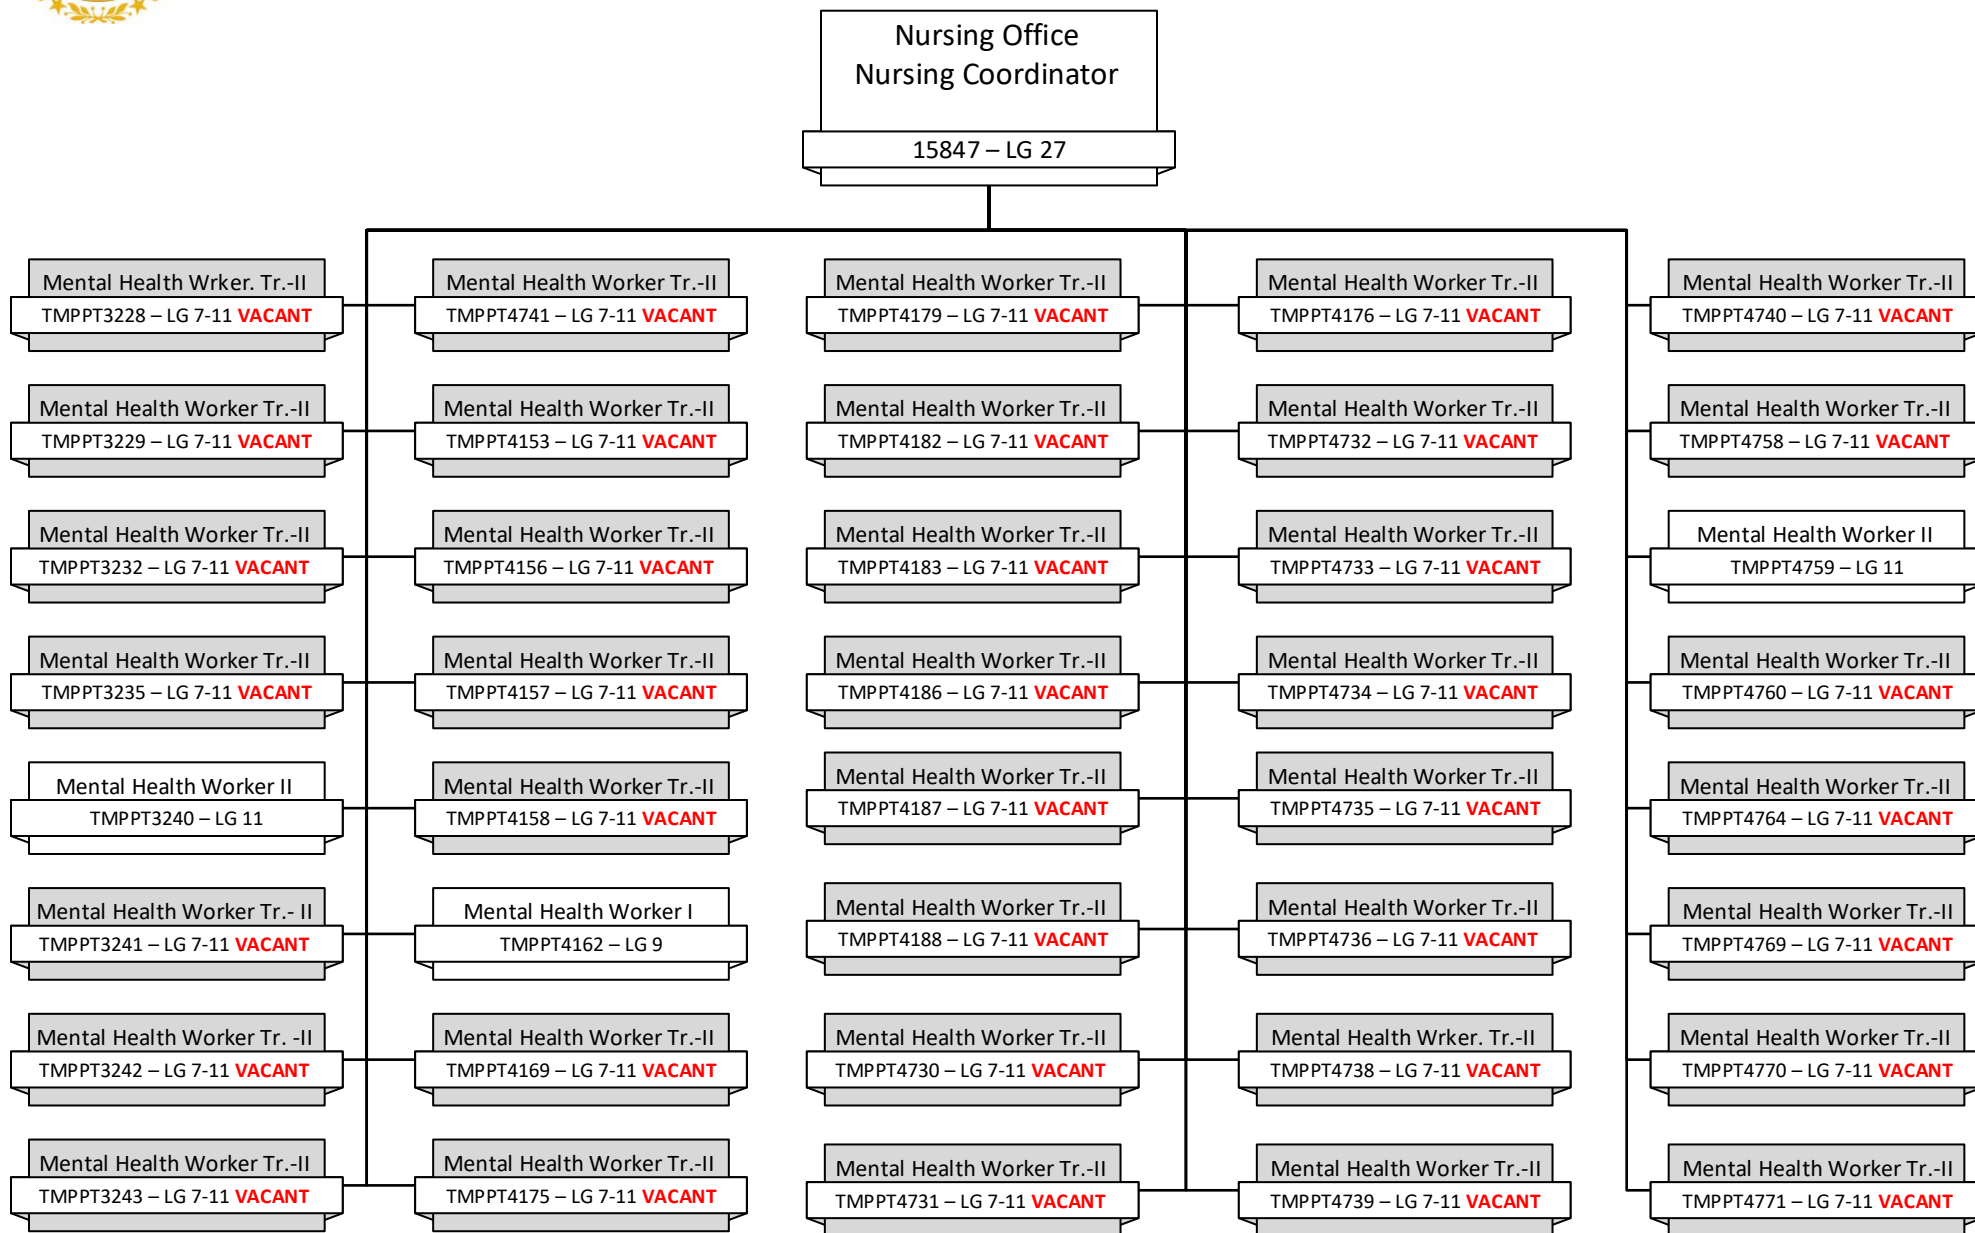 Nursing Office
Nursing Coordinator
15847 – LG 27
Mental Health Wrker. Tr.-II
TMPPT3228 – LG 7-11 VACANT
Mental Health Worker Tr.-II
TMPPT4741 – LG 7-11 VACANT
Mental Health Worker Tr.-II
TMPPT4179 – LG 7-11 VACANT
Mental Health Worker Tr.-II
TMPPT4176 – LG 7-11 VACANT
Mental Health Worker Tr.-II
TMPPT4740 – LG 7-11 VACANT
Mental Health Worker Tr.-II
TMPPT3229 – LG 7-11 VACANT
Mental Health Worker Tr.-II
TMPPT4153 – LG 7-11 VACANT
Mental Health Worker Tr.-II
TMPPT4182 – LG 7-11 VACANT
Mental Health Worker Tr.-II
TMPPT4732 – LG 7-11 VACANT
Mental Health Worker Tr.-II
TMPPT4758 – LG 7-11 VACANT
Mental Health Worker Tr.-II
TMPPT3232 – LG 7-11 VACANT
Mental Health Worker Tr.-II
TMPPT4156 – LG 7-11 VACANT
Mental Health Worker Tr.-II
TMPPT4183 – LG 7-11 VACANT
Mental Health Worker Tr.-II
TMPPT4733 – LG 7-11 VACANT
Mental Health Worker II
TMPPT4759 – LG 11
Mental Health Worker Tr.-II
TMPPT3235 – LG 7-11 VACANT
Mental Health Worker Tr.-II
TMPPT4157 – LG 7-11 VACANT
Mental Health Worker Tr.-II
TMPPT4186 – LG 7-11 VACANT
Mental Health Worker Tr.-II
TMPPT4734 – LG 7-11 VACANT
Mental Health Worker Tr.-II
TMPPT4760 – LG 7-11 VACANT
Mental Health Worker II
TMPPT3240 – LG 11
Mental Health Worker Tr.-II
TMPPT4158 – LG 7-11 VACANT
Mental Health Worker Tr.-II
TMPPT4187 – LG 7-11 VACANT
Mental Health Worker Tr.-II
TMPPT4735 – LG 7-11 VACANT
Mental Health Worker Tr.-II
TMPPT4764 – LG 7-11 VACANT
Mental Health Worker Tr.- II
TMPPT3241 – LG 7-11 VACANT
Mental Health Worker I
TMPPT4162 – LG 9
Mental Health Worker Tr.-II
TMPPT4188 – LG 7-11 VACANT
Mental Health Worker Tr.-II
TMPPT4736 – LG 7-11 VACANT
Mental Health Worker Tr.-II
TMPPT4769 – LG 7-11 VACANT
Mental Health Worker Tr. -II
TMPPT3242 – LG 7-11 VACANT
Mental Health Worker Tr.-II
TMPPT4169 – LG 7-11 VACANT
Mental Health Worker Tr.-II
TMPPT4730 – LG 7-11 VACANT
Mental Health Wrker. Tr.-II
TMPPT4738 – LG 7-11 VACANT
Mental Health Worker Tr.-II
TMPPT4770 – LG 7-11 VACANT
Mental Health Worker Tr.-II
TMPPT3243 – LG 7-11 VACANT
Mental Health Worker Tr.-II
TMPPT4175 – LG 7-11 VACANT
Mental Health Worker Tr.-II
TMPPT4731 – LG 7-11 VACANT
Mental Health Worker Tr.-II
TMPPT4739 – LG 7-11 VACANT
Mental Health Worker Tr.-II
TMPPT4771 – LG 7-11 VACANT